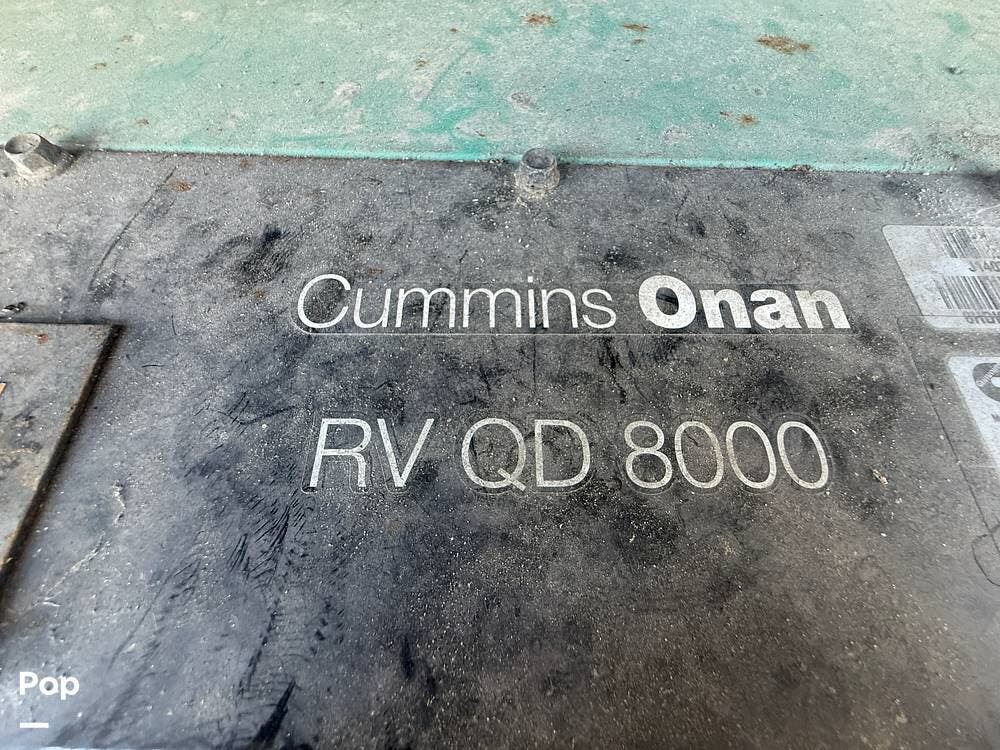 Cummins Onan
RV QD 8000
Pop